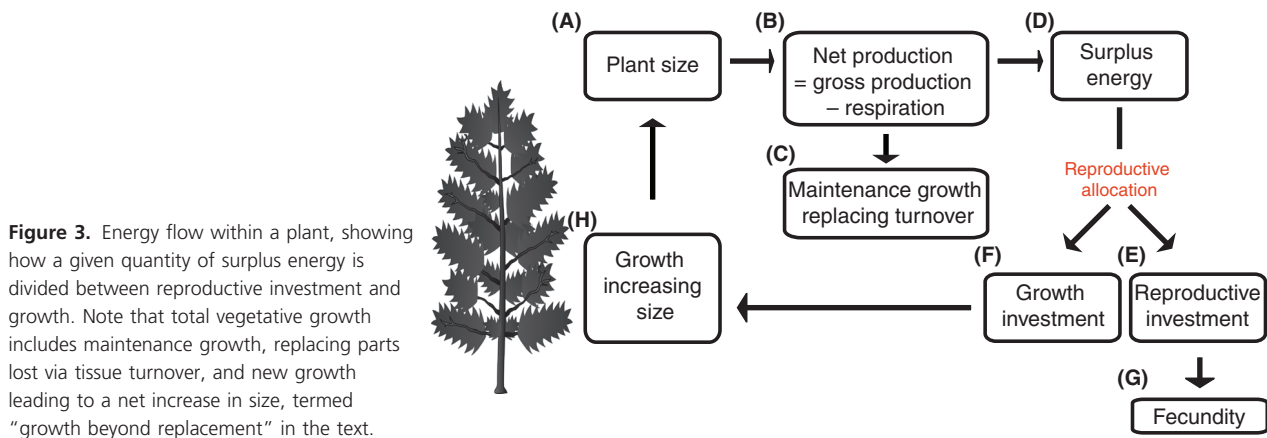 (A)
Plant size
(B)
Net production
= gross production
– respiration
(D)
Surplus
energy
(C)
Maintenance growth
replacing turnover
Reproductive
allocation
(H)
Growth
increasing
size
(F)
Growth
investment
(E)
Reproductive
investment
(G)
Fecundity
Figure 3. Energy flow within a plant, showing
how a given quantity of surplus energy is
divided between reproductive investment and
growth. Note that total vegetative growth
includes maintenance growth, replacing parts
lost via tissue turnover, and new growth
leading to a net increase in size, termed
“growth beyond replacement” in the text.